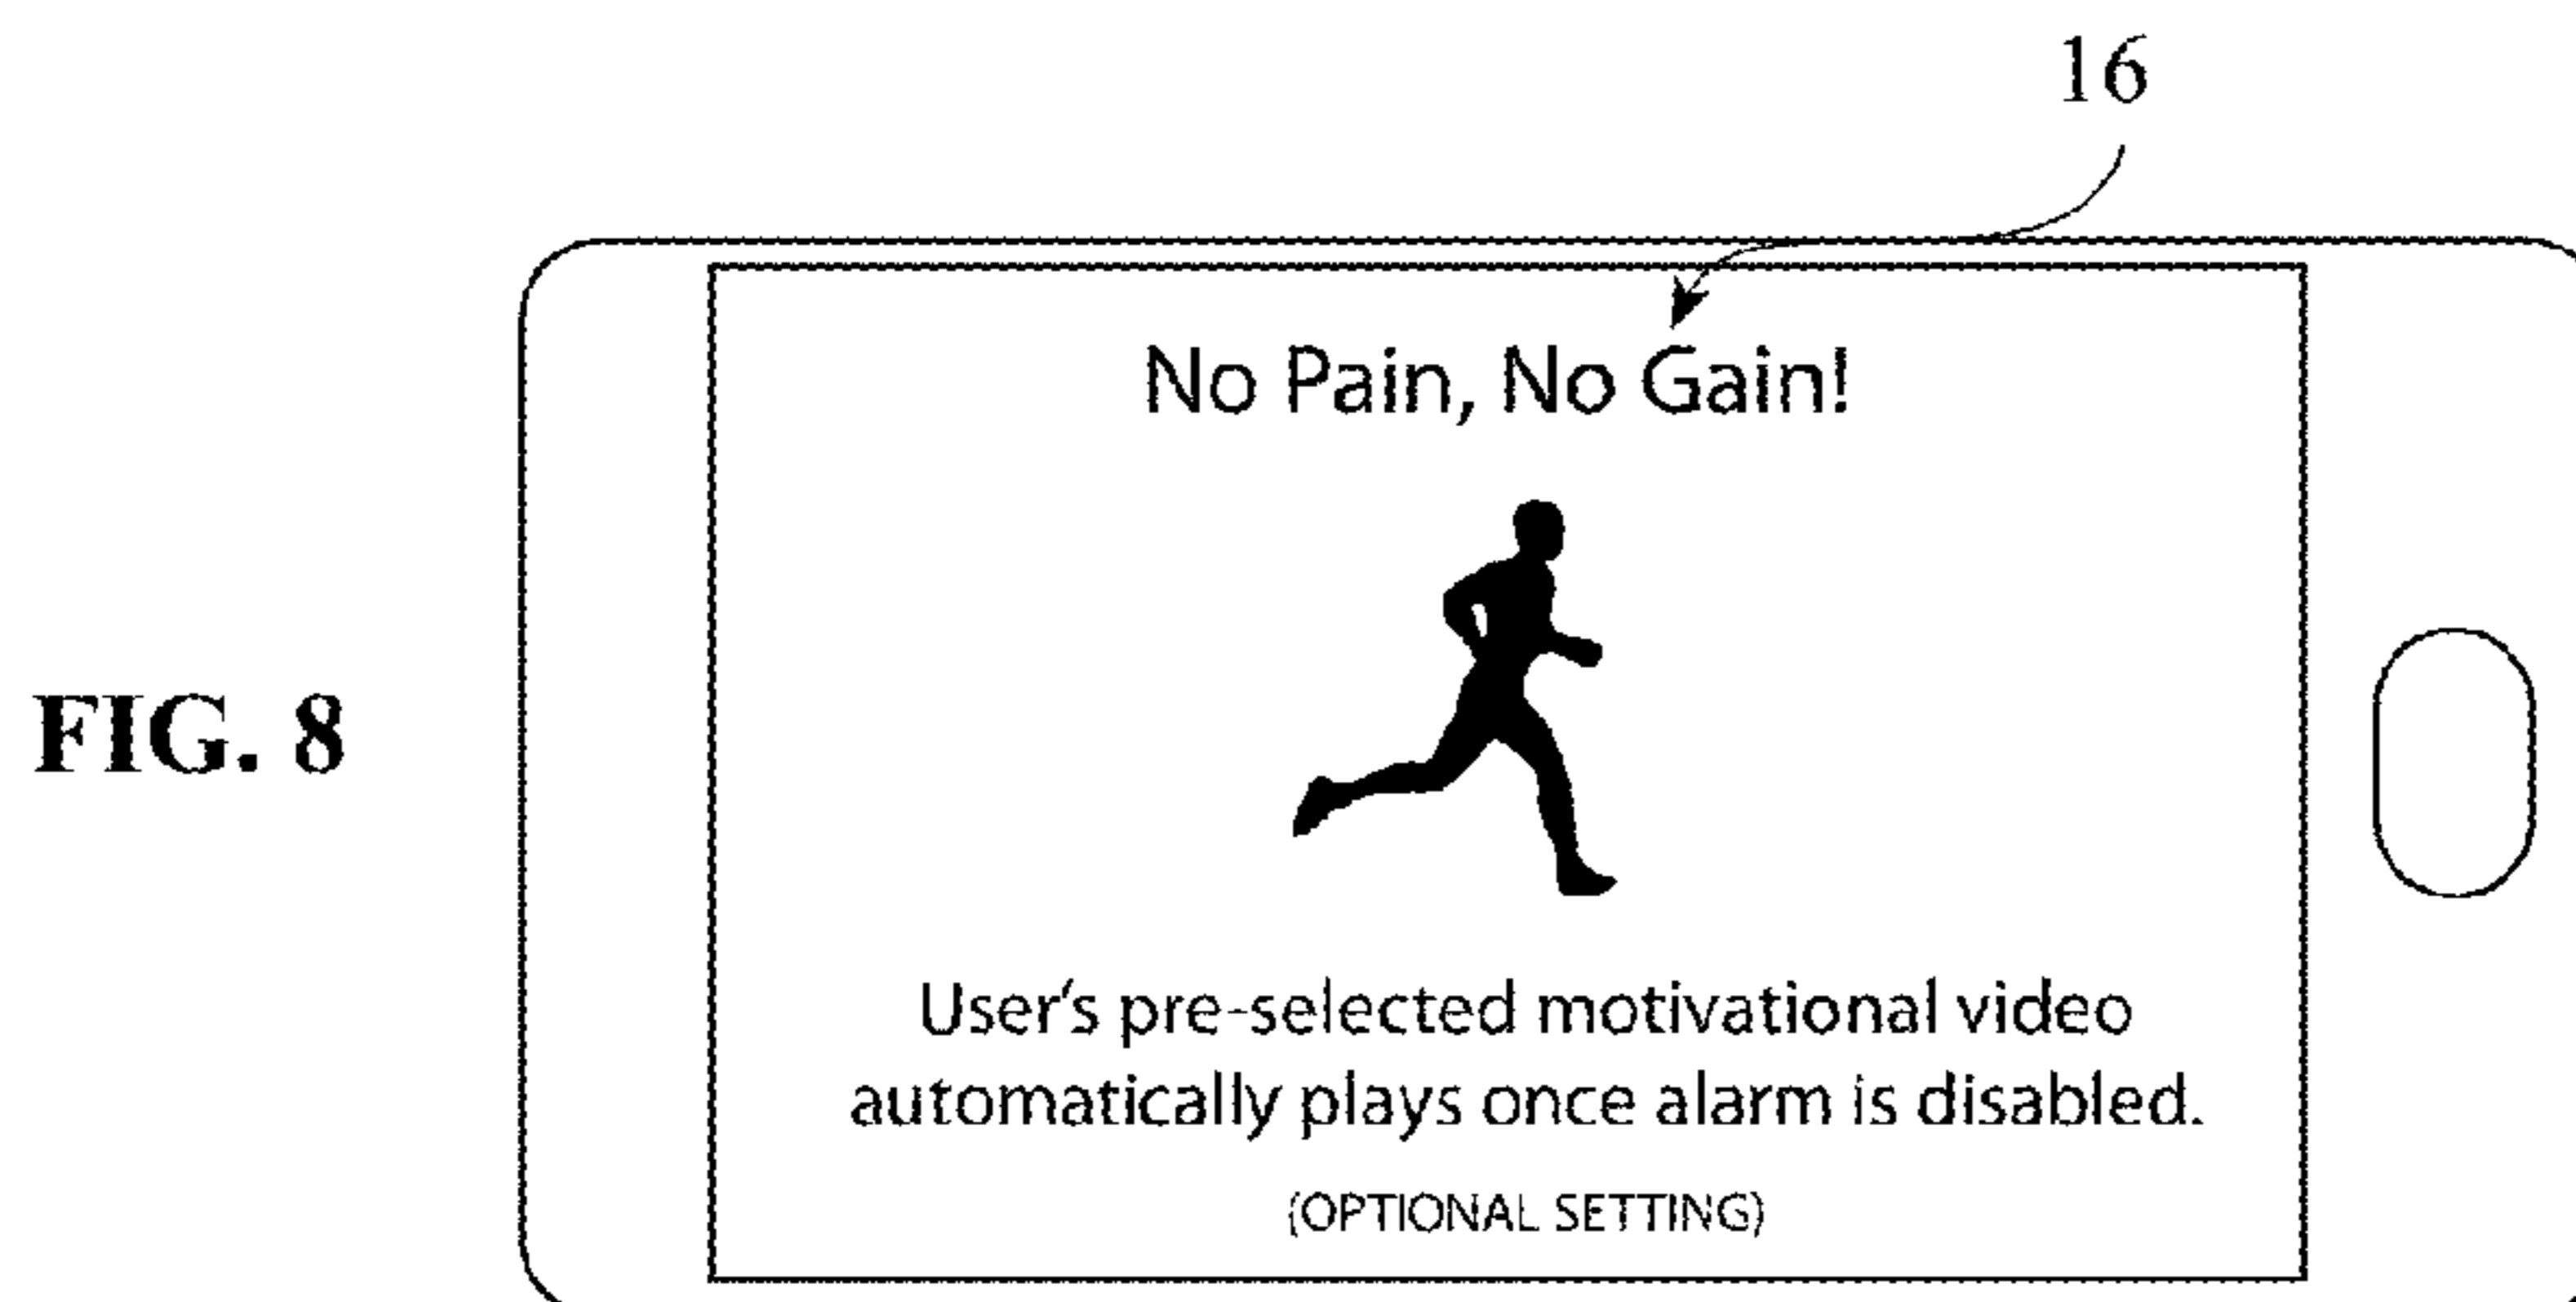 16
No Pain, No Gain!
FIG. 8
User's pre-selected motivational video
automatically plays once alarm is disabled.
(OPTIONAL SETTING)